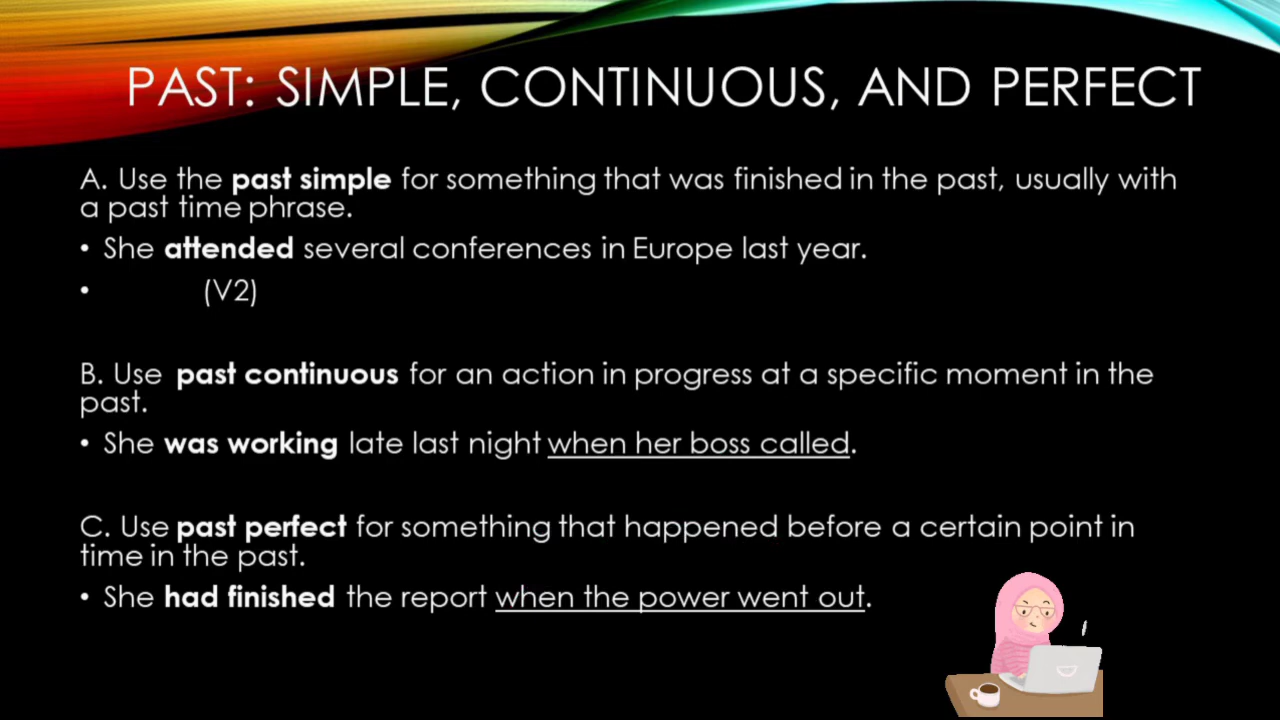 PAST: SIMPLE, CONTINUOUS, AND PERFECT
A. Use the past simple for something that was finished in the past, usually with
a past time phrase.
• She attended several conferences in Europe last year.
• (V2)
B. Use past continuous for an action in progress at a specific moment in the
past.
• She was working late last night when her boss called.
C. Use past perfect for something that happened before a certain point in
time in the past.
• She had finished the report when the power went out.